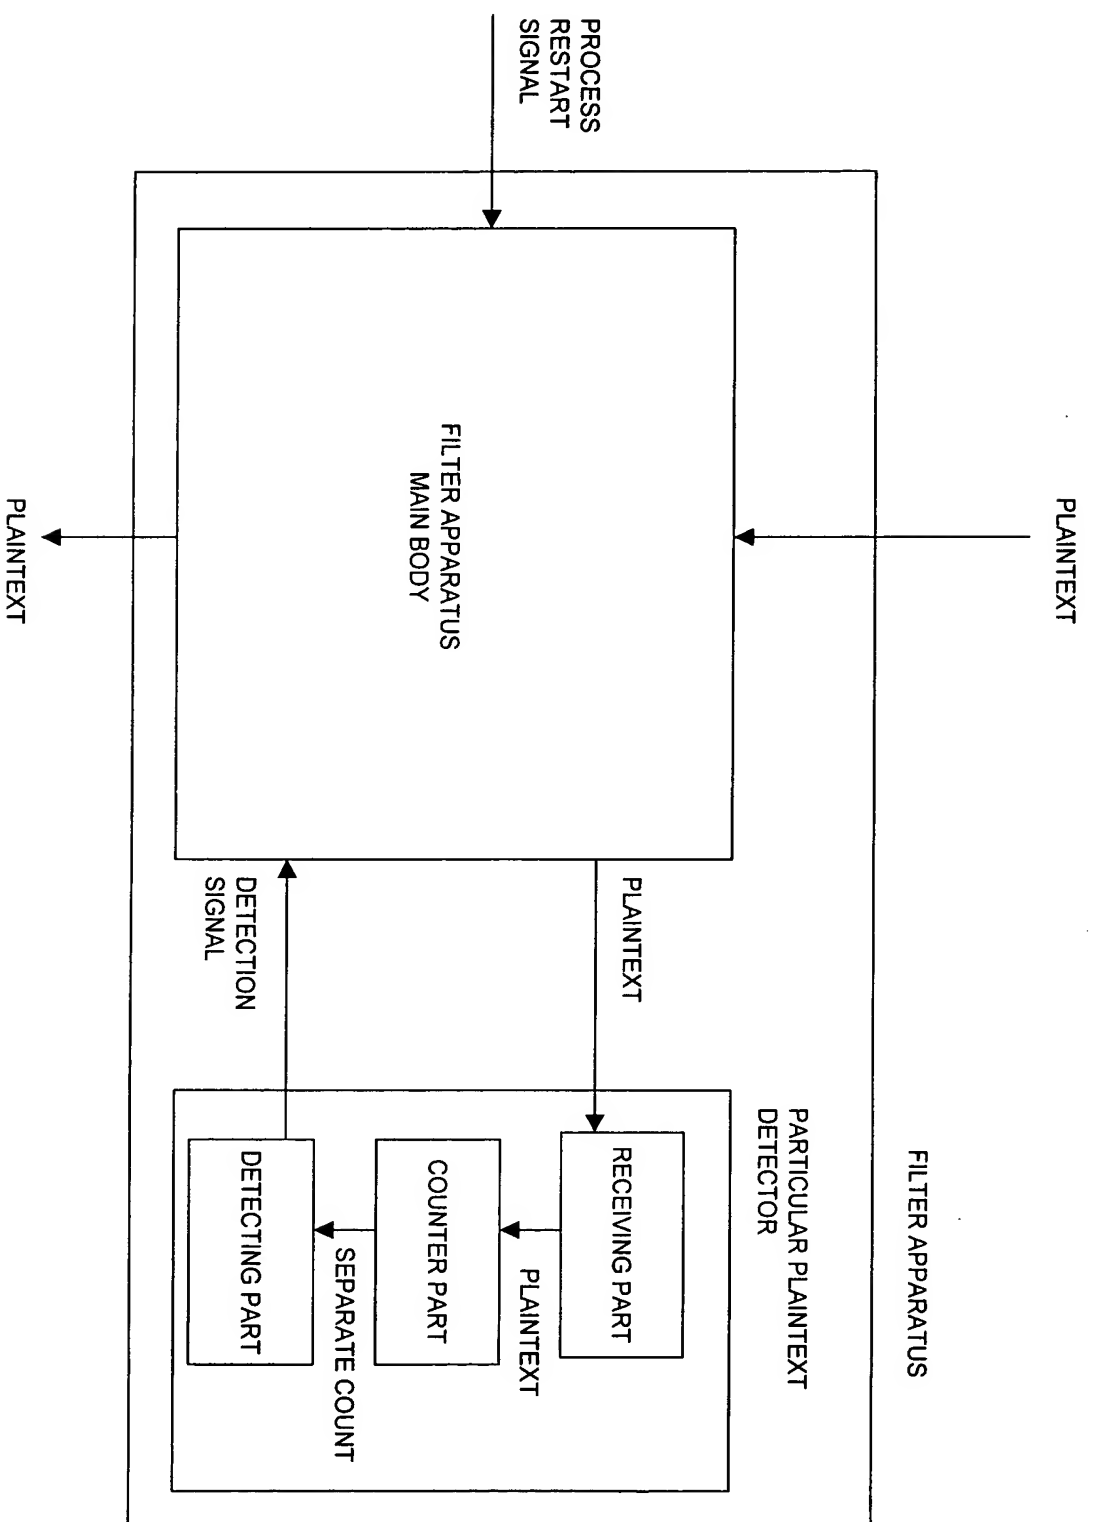 PLAINTEXT
FILTER APPARATUS
PROCESS
RESTART
SIGNAL
PARTICULAR PLAINTEXT
DETECTOR
PLAINTEXT
RECEIVING PART
PLAINTEXT
FILTER APPARATUS
MAIN BODY
COUNTER PART
SEPARATE COUNT
DETECTION
SIGNAL
DETECTING PART
PLAINTEXT